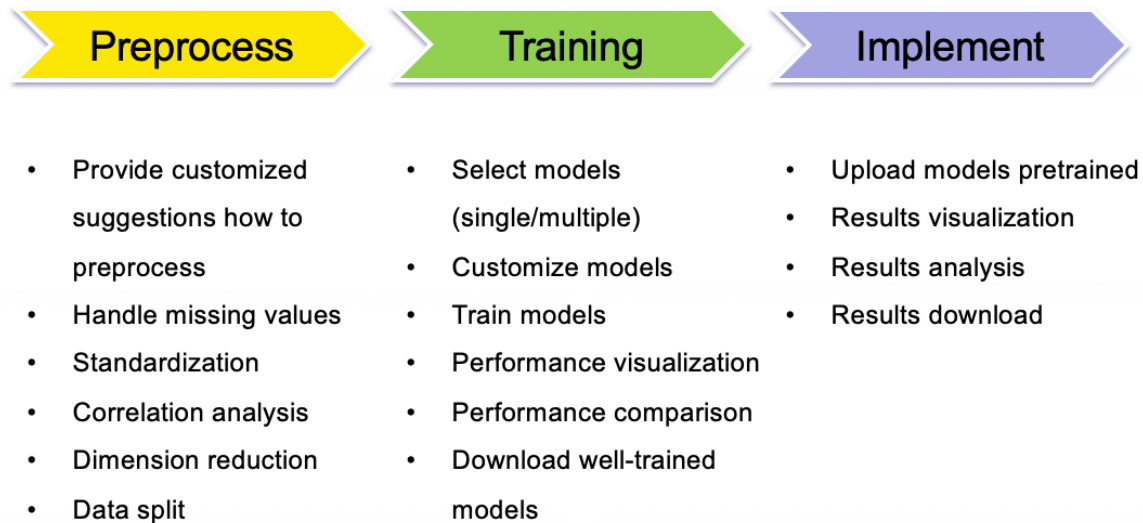 Preprocess
Training
Implement
• Provide customized
suggestions how to
preprocess
• Handle missing values
• Standardization
• Correlation analysis
• Dimension reduction
• Data split
• Select models
(single/multiple)
• Customize models
• Train models
• Performance visualization
• Performance comparison
• Download well-trained
models
• Upload models pretrained
• Results visualization
• Results analysis
• Results download